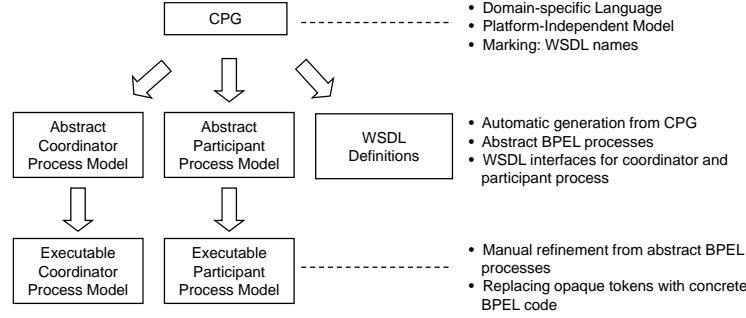 CPG
• Domain-specific Language
• Platform-Independent Model
• Marking: WSDL names
Abstract
Coordinator
Process Model
Abstract
Participant
Process Model
WSDL
Definitions
• Automatic generation from CPG
• Abstract BPEL processes
• WSDL interfaces for coordinator and
participant process
Executable
Coordinator
Process Model
Executable
Participant
Process Model
• Manual refinement from abstract BPEL
processes
• Replacing opaque tokens with concrete
BPEL code